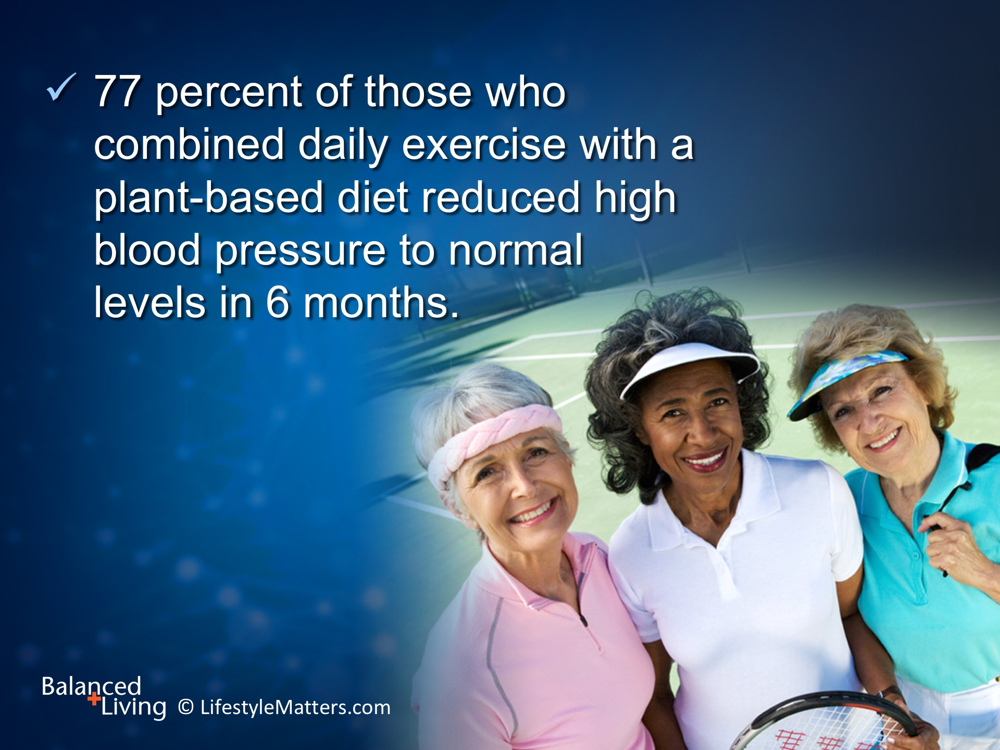 77 percent of those who
combined daily exercise with a
plant-based diet reduced high
blood pressure to normal
levels in 6 months.
Balanced
Living © LifestyleMatters.com